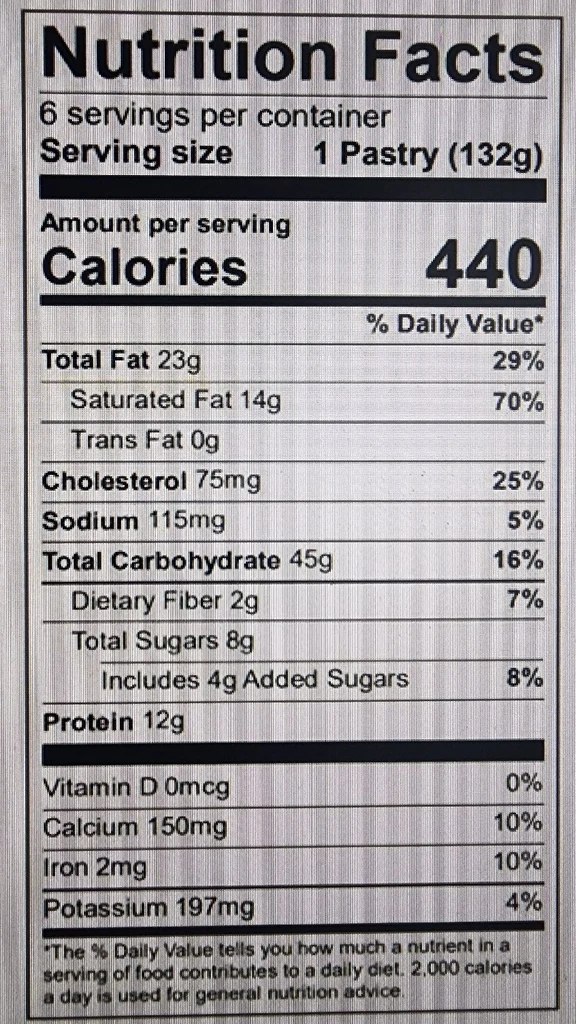 Nutrition Facts
6 servings per container
Serving size 1 Pastry (132g)
Amount per serving
Calories 440
% Daily Value*
Total Fat 23g 29%
Saturated Fat 14g 70%
Trans Fat 0g
Cholesterol 75mg 25%
Sodium 115mg 5%
Total Carbohydrate 45g 16%
Dietary Fiber 2g 7%
Total Sugars 8g
Includes 4g Added Sugars 8%
Protein 12g
Vitamin D 0mcg 0%
Calcium 150mg 10%
Iron 2mg 10%
Potassium 197mg 4%
*The % Daily Value tells you how much a nutrient in a
serving of food contributes to a daily diet. 2,000 calories
a day is used for general nutrition advice.